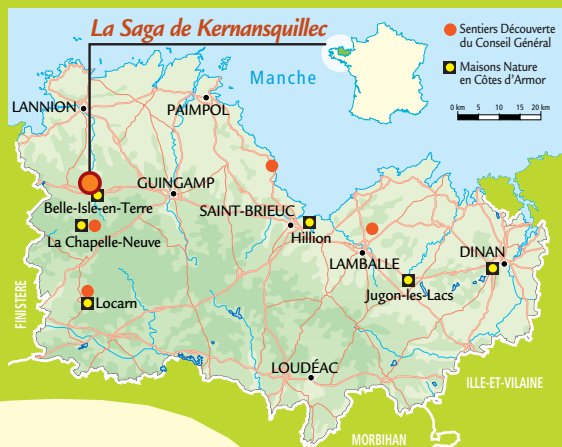 La Saga de Kernansquillec
Sentiers Découverte
du Conseil Général
Maisons Nature
en Côtes d'Armor
0 km 5 10 15 20 km
Manche
LANNION
PAIMPOL
GUINGAMP
Belle-Isle-en-Terre
SAINT-BRIEUC
Hillion
La Chapelle-Neuve
LAMBALLE
DINAN
Jugon-les-Lacs
Locarn
FINISTERE
LOUDÉAC
ILLE-ET-VILAINE
MORBIHAN